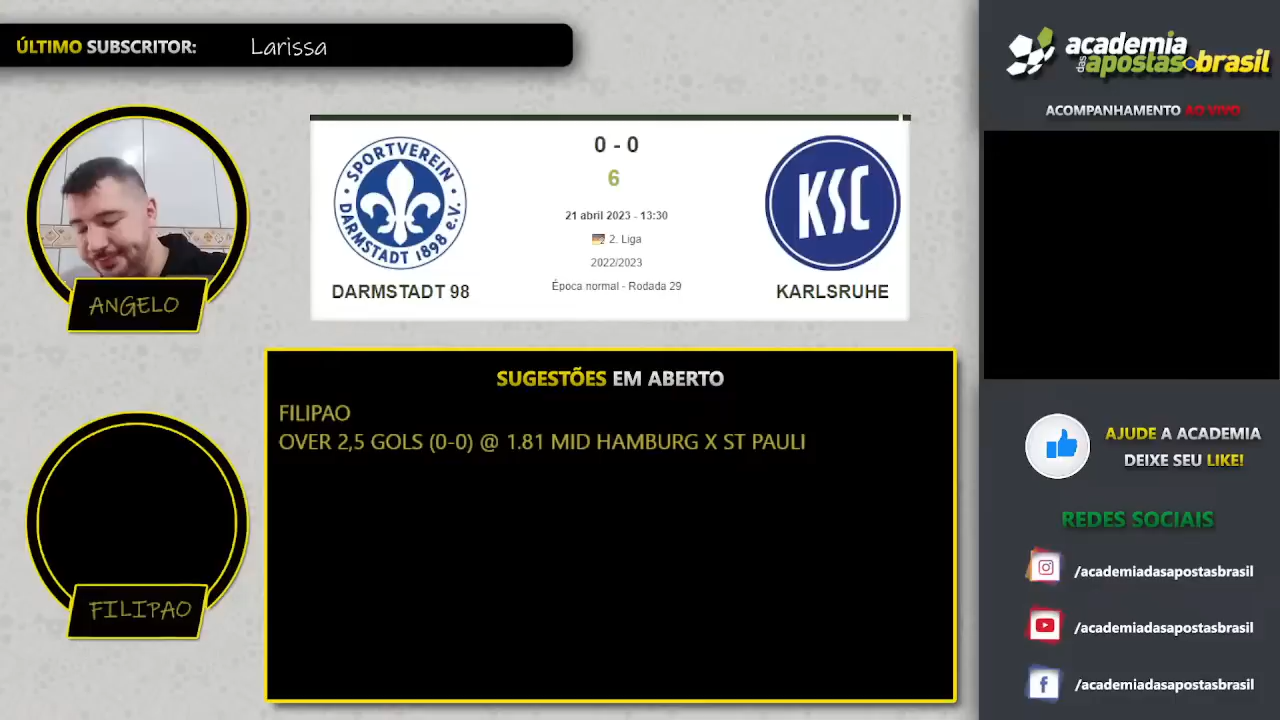 ÚLTIMO SUBSCRITOR: Larissa
ANGELO
SPORTVEREIN
DARMSTADT 1898 e.V.
DARMSTADT 98
0 - 0
6
21 abril 2023 - 13:30
2. Liga
2022/2023
Época normal - Rodada 29
KSC
KARLSRUHE
SUGESTÕES EM ABERTO
FILIPAO
OVER 2,5 GOLS (0-0) @ 1.81 MID HAMBURG X ST PAULI
FILIPAO
academia
das apostas brasil
ACOMPANHAMENTO AO VIVO
AJUDE A ACADEMIA
DEIXE SEU LIKE!
REDES SOCIAIS
/academiadasapostasbrasil
/academiadasapostasbrasil
/academiadasapostasbrasil